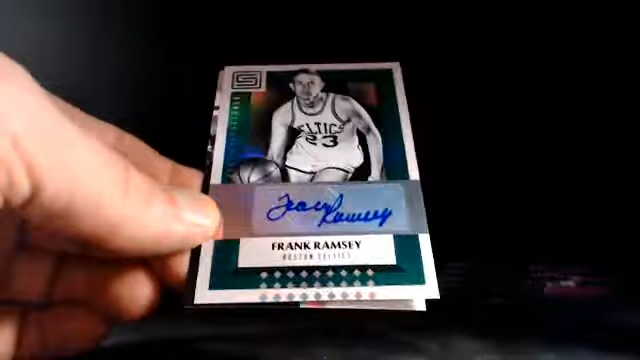 CELTICS
23
Frank Ramsey
FRANK RAMSEY
BOSTON CELTICS